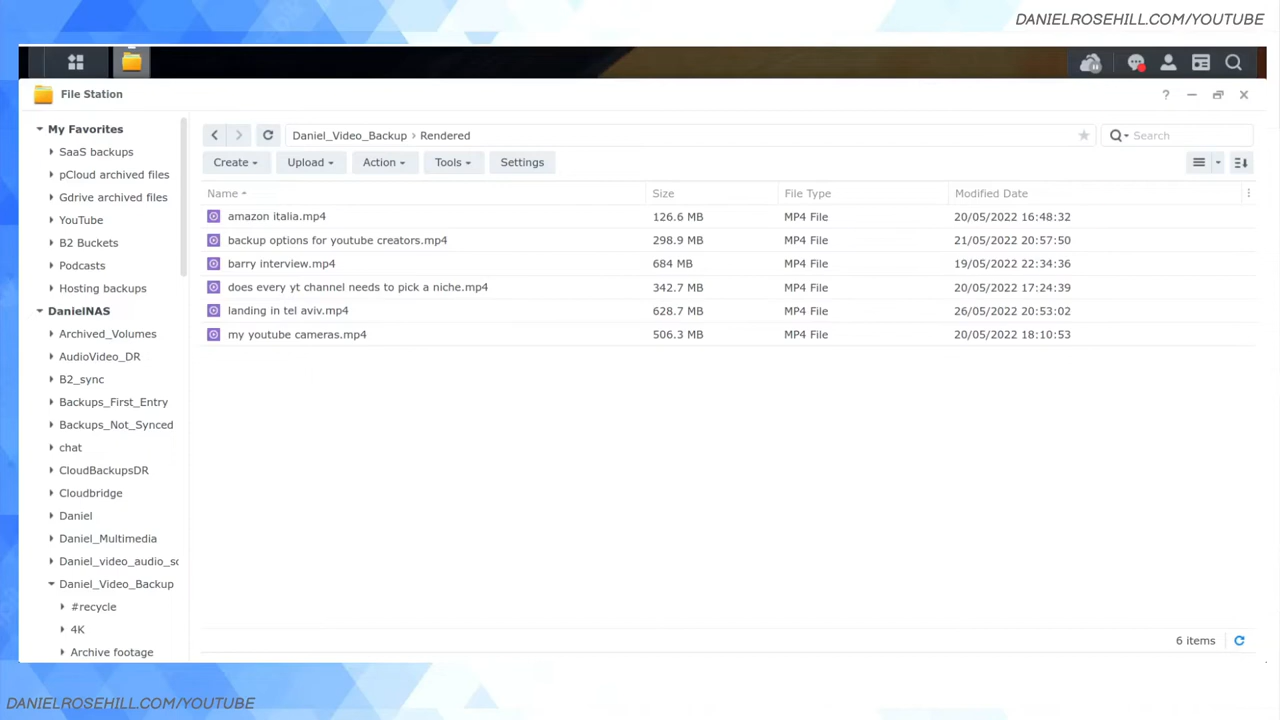 DANIELROSEHILL.COM/YOUTUBE
File Station
?
My Favorites
SaaS backups
pCloud archived files
Gdrive archived files
YouTube
B2 Buckets
Podcasts
Hosting backups
DanielNAS
Archived_Volumes
AudioVideo_DR
B2_sync
Backups_First_Entry
Backups_Not_Synced
chat
CloudBackupsDR
Cloudbridge
Daniel
Daniel_Multimedia
Daniel_video_audio_sc
Daniel_Video_Backup
#recycle
4K
Archive footage
Daniel_Video_Backup › Rendered
Search
Create Upload Action Tools Settings
Name Size File Type Modified Date
amazon italia.mp4 126.6 MB MP4 File 20/05/2022 16:48:32
backup options for youtube creators.mp4 298.9 MB MP4 File 21/05/2022 20:57:50
barry interview.mp4 684 MB MP4 File 19/05/2022 22:34:36
does every yt channel needs to pick a niche.mp4 342.7 MB MP4 File 20/05/2022 17:24:39
landing in tel aviv.mp4 628.7 MB MP4 File 26/05/2022 20:53:02
my youtube cameras.mp4 506.3 MB MP4 File 20/05/2022 18:10:53
6 items
DANIELROSEHILL.COM/YOUTUBE